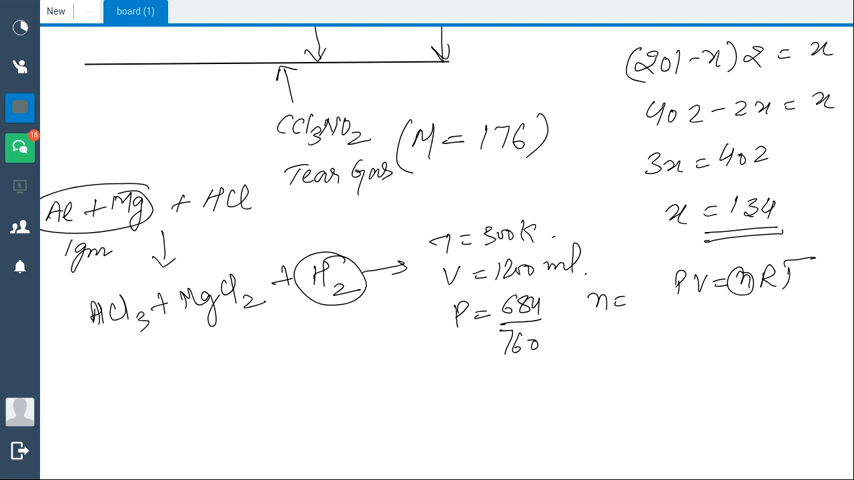 New
board (1)
18
CCl3NO2
Tear Gas
(M = 176)
(201-x)2 = x
402-2x = x
3x = 402
x = 134
Al + Mg + HCl
1gm
AlCl3 + MgCl2 + H2
T = 300K.
V = 1200 ml.
P = 684/760
n =
PV = nRT